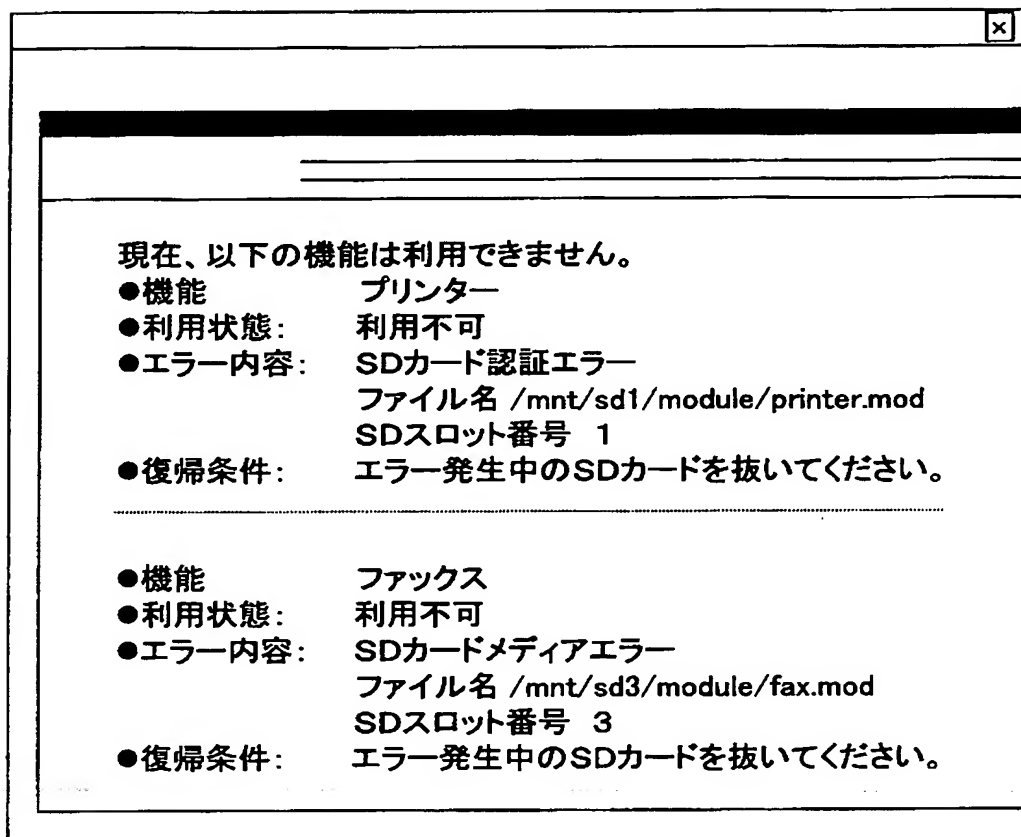 ×
現在、以下の機能は利用できません。
●機能 プリンター
●利用状態: 利用不可
●エラー内容: SDカード認証エラー
ファイル名 /mnt/sd1/module/printer.mod
SDスロット番号 1
●復帰条件: エラー発生中のSDカードを抜いてください。
●機能 ファックス
●利用状態: 利用不可
●エラー内容: SDカードメディアエラー
ファイル名 /mnt/sd3/module/fax.mod
SDスロット番号 3
●復帰条件: エラー発生中のSDカードを抜いてください。